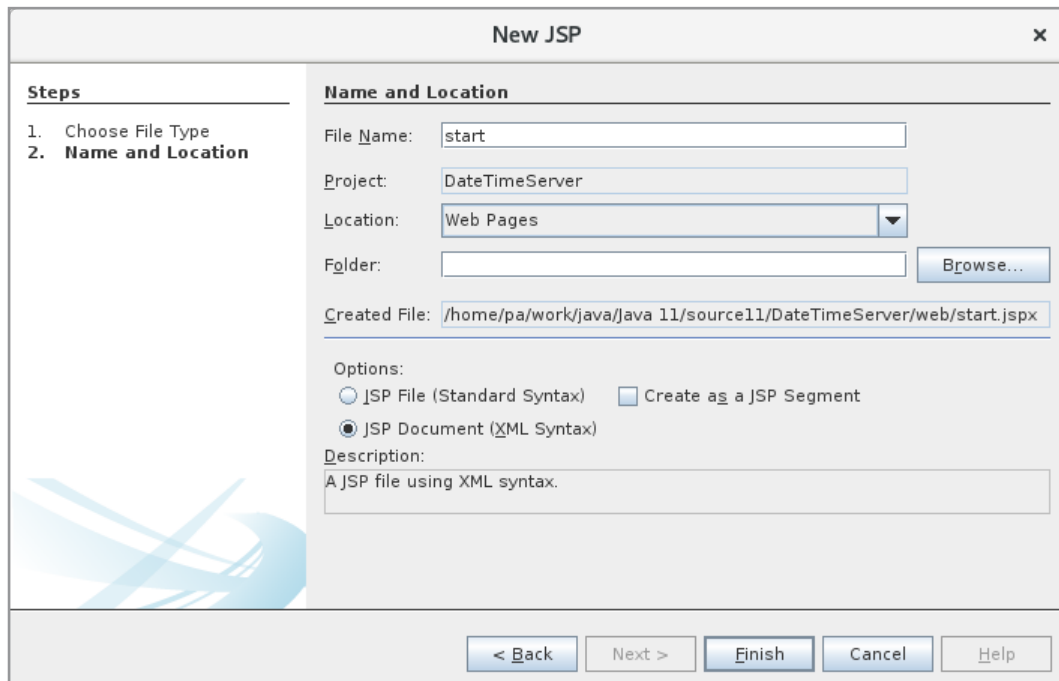 New JSP
Steps
1. Choose File Type
2. Name and Location
Name and Location
File Name: start
Project: DateTimeServer
Location: Web Pages
Folder: Browse...
Created File: /home/pa/work/java/Java 11/source11/DateTimeServer/web/start.jspx
Options:
JSP File (Standard Syntax) Create as a JSP Segment
JSP Document (XML Syntax)
Description:
A JSP file using XML syntax.
< Back Next > Finish Cancel Help